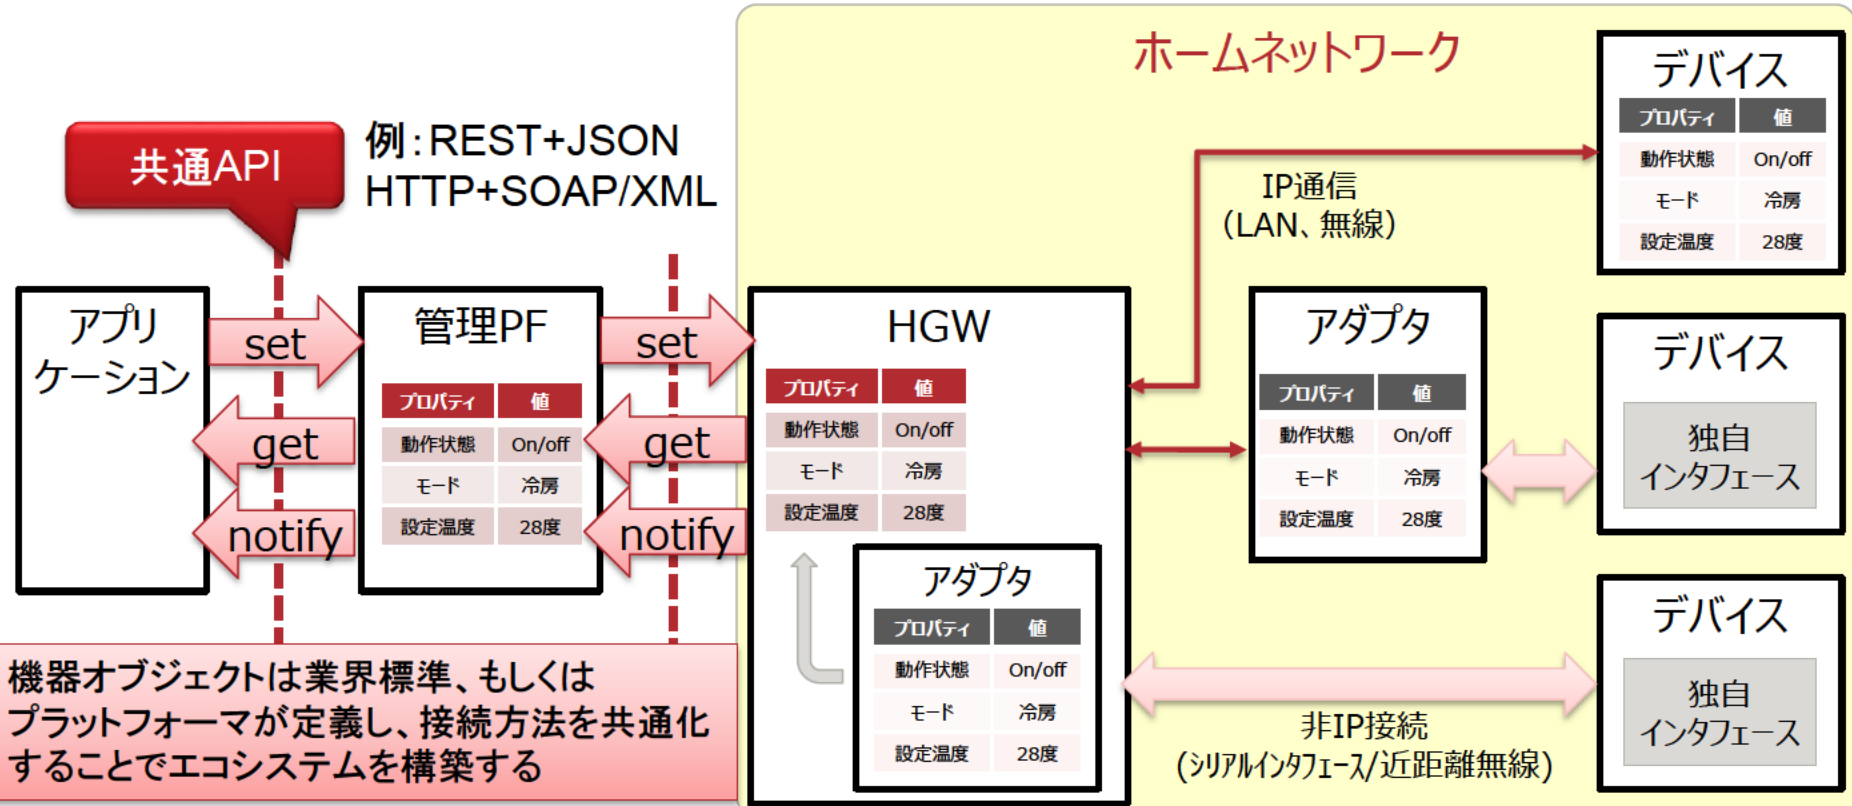 ホームネットワーク
共通API
例：REST+JSON
HTTP+SOAP/XML
アプリ
ケーション
set
get
notify
管理PF
プロパティ 値
動作状態 On/off
モード 冷房
設定温度 28度
set
get
notify
HGW
プロパティ 値
動作状態 On/off
モード 冷房
設定温度 28度
アダプタ
プロパティ 値
動作状態 On/off
モード 冷房
設定温度 28度
IP通信
（LAN、無線）
アダプタ
プロパティ 値
動作状態 On/off
モード 冷房
設定温度 28度
デバイス
プロパティ 値
動作状態 On/off
モード 冷房
設定温度 28度
デバイス
独自
インタフェース
デバイス
独自
インタフェース
非IP接続
（シリアルインタフェース/近距離無線）
機器オブジェクトは業界標準、もしくは
プラットフォーマが定義し、接続方法を共通化
することでエコシステムを構築する